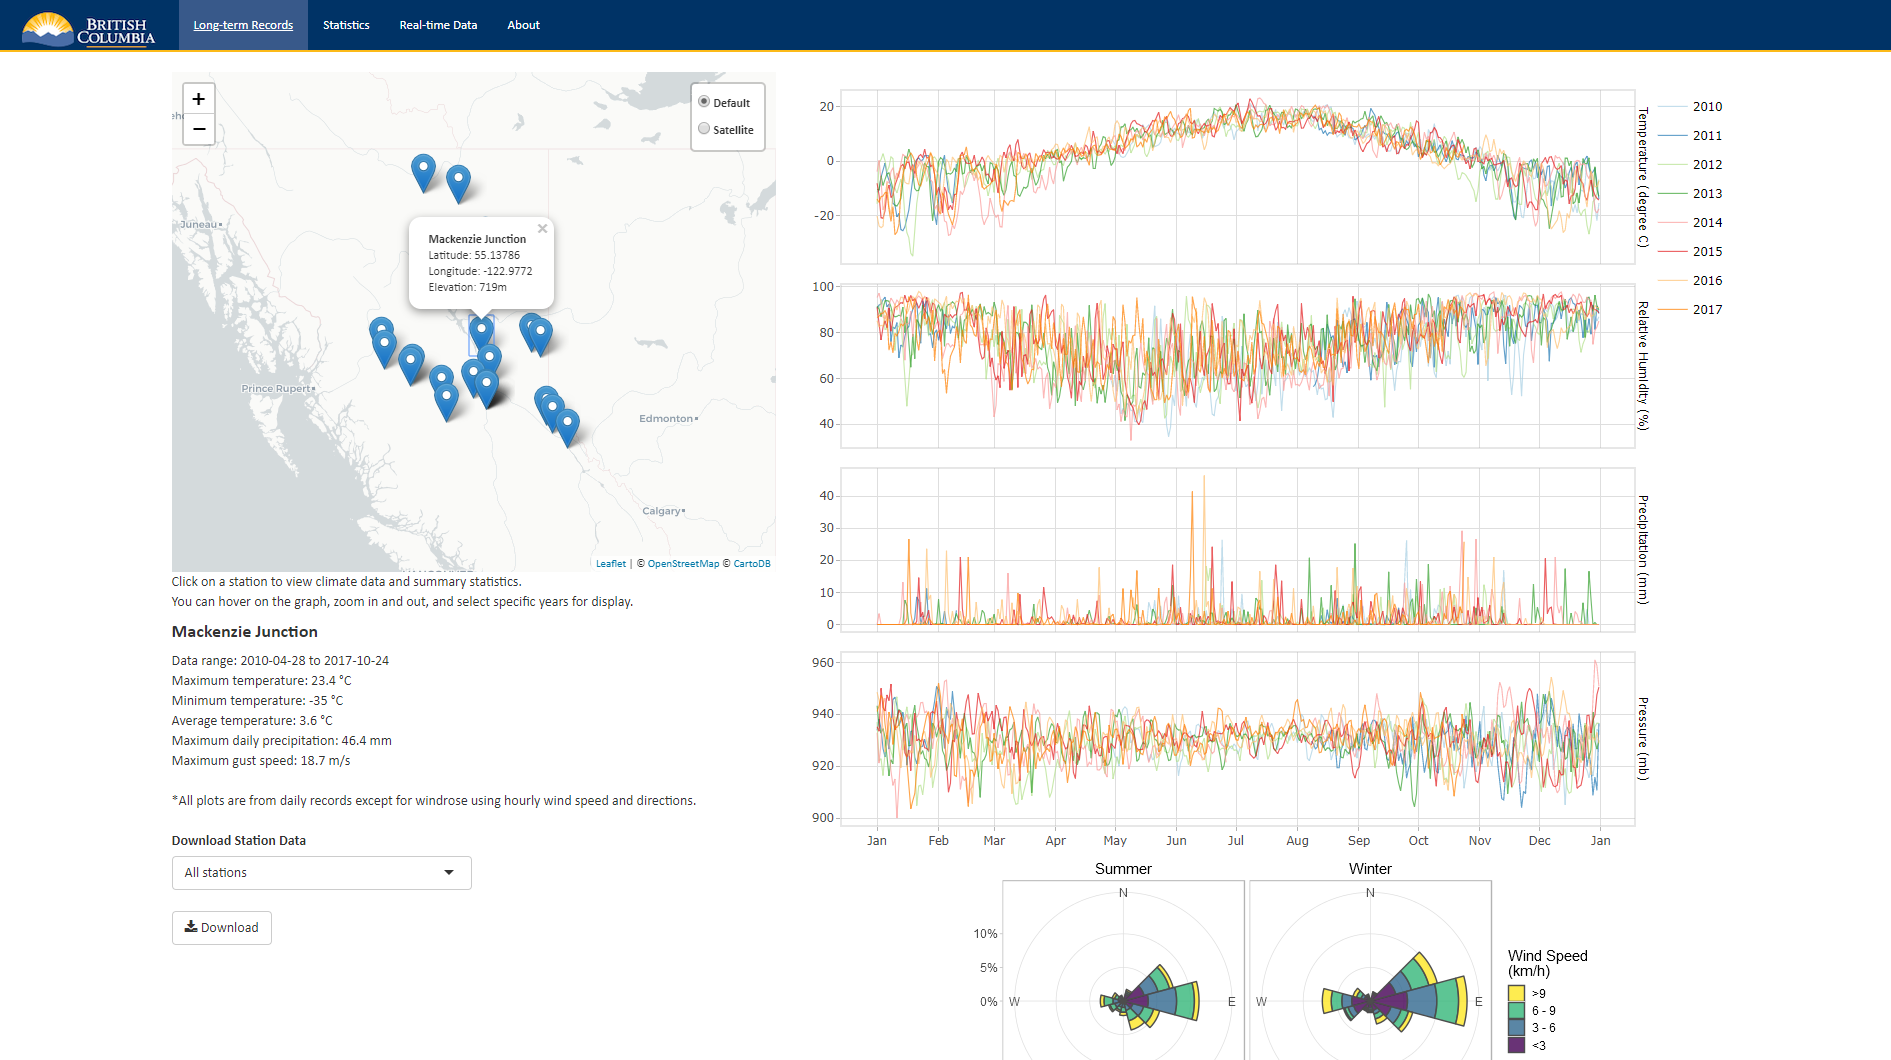 BRITISH
COLUMBIA
Long-term Records
Statistics
Real-time Data
About
+
−
Default
Satellite
Juneau
Mackenzie Junction
×
Latitude: 55.13786
Longitude: -122.9772
Elevation: 719m
Prince Rupert
Edmonton
Calgary
Leaflet | © OpenStreetMap © CartoDB
Click on a station to view climate data and summary statistics.
You can hover on the graph, zoom in and out, and select specific years for display.
Mackenzie Junction
Data range: 2010-04-28 to 2017-10-24
Maximum temperature: 23.4 °C
Minimum temperature: -35 °C
Average temperature: 3.6 °C
Maximum daily precipitation: 46.4 mm
Maximum gust speed: 18.7 m/s
*All plots are from daily records except for windrose using hourly wind speed and directions.
Download Station Data
All stations
Download
20
0
-20
Temperature (degree C)
100
80
60
40
Relative Humidity (%)
40
30
20
10
0
Precipitation (mm)
960
940
920
900
Pressure (mb)
Jan Feb Mar Apr May Jun Jul Aug Sep Oct Nov Dec Jan
2010
2011
2012
2013
2014
2015
2016
2017
Summer
N
10%
5%
0%
W
E
Winter
N
W
E
Wind Speed
(km/h)
>9
6 - 9
3 - 6
<3